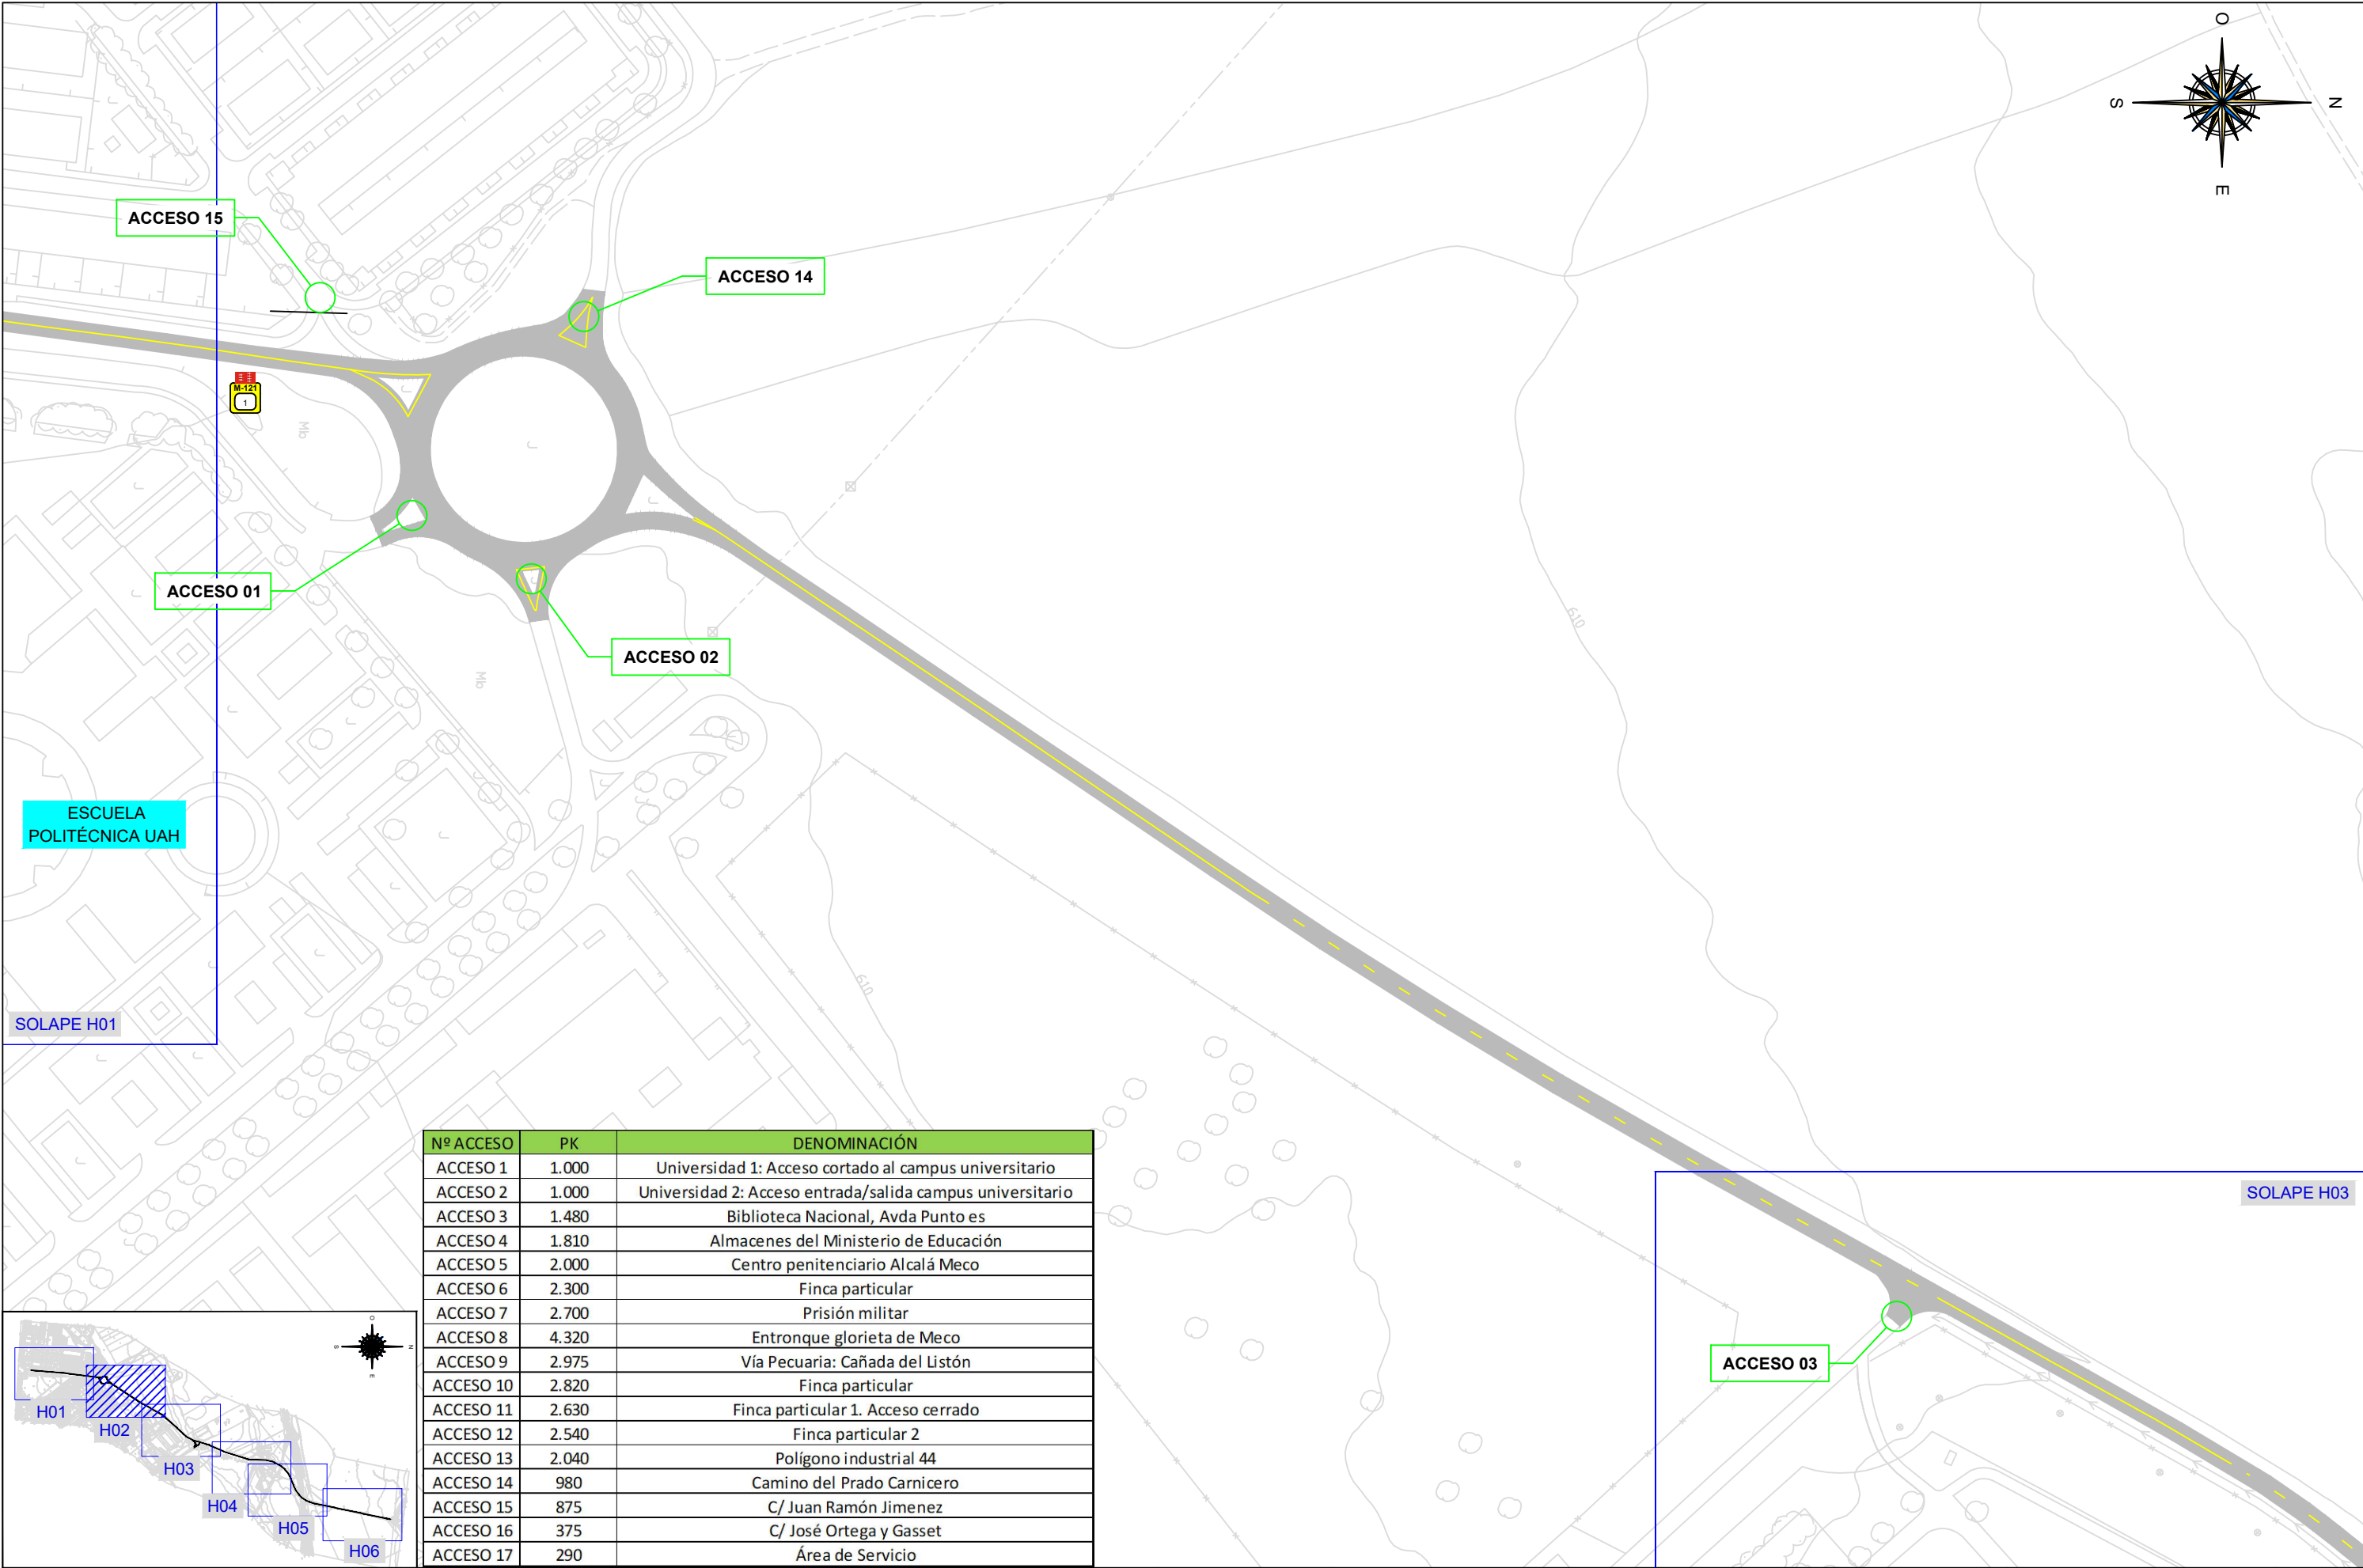 O
S
N
E
ACCESO 15
ACCESO 14
M-121
1
J
J
J
Mb
ACCESO 01
ACCESO 02
Mb
610
ESCUELA
POLITÉCNICA UAH
610
SOLAPE H01
SOLAPE H03
ACCESO 03
Nº ACCESO PK DENOMINACIÓN
ACCESO 1 1.000 Universidad 1: Acceso cortado al campus universitario
ACCESO 2 1.000 Universidad 2: Acceso entrada/salida campus universitario
ACCESO 3 1.480 Biblioteca Nacional, Avda Punto es
ACCESO 4 1.810 Almacenes del Ministerio de Educación
ACCESO 5 2.000 Centro penitenciario Alcalá Meco
ACCESO 6 2.300 Finca particular
ACCESO 7 2.700 Prisión militar
ACCESO 8 4.320 Entronque glorieta de Meco
ACCESO 9 2.975 Vía Pecuaria: Cañada del Listón
ACCESO 10 2.820 Finca particular
ACCESO 11 2.630 Finca particular 1. Acceso cerrado
ACCESO 12 2.540 Finca particular 2
ACCESO 13 2.040 Polígono industrial 44
ACCESO 14 980 Camino del Prado Carnicero
ACCESO 15 875 C/ Juan Ramón Jimenez
ACCESO 16 375 C/ José Ortega y Gasset
ACCESO 17 290 Área de Servicio
O
S
N
E
H01
H02
H03
H04
H05
H06